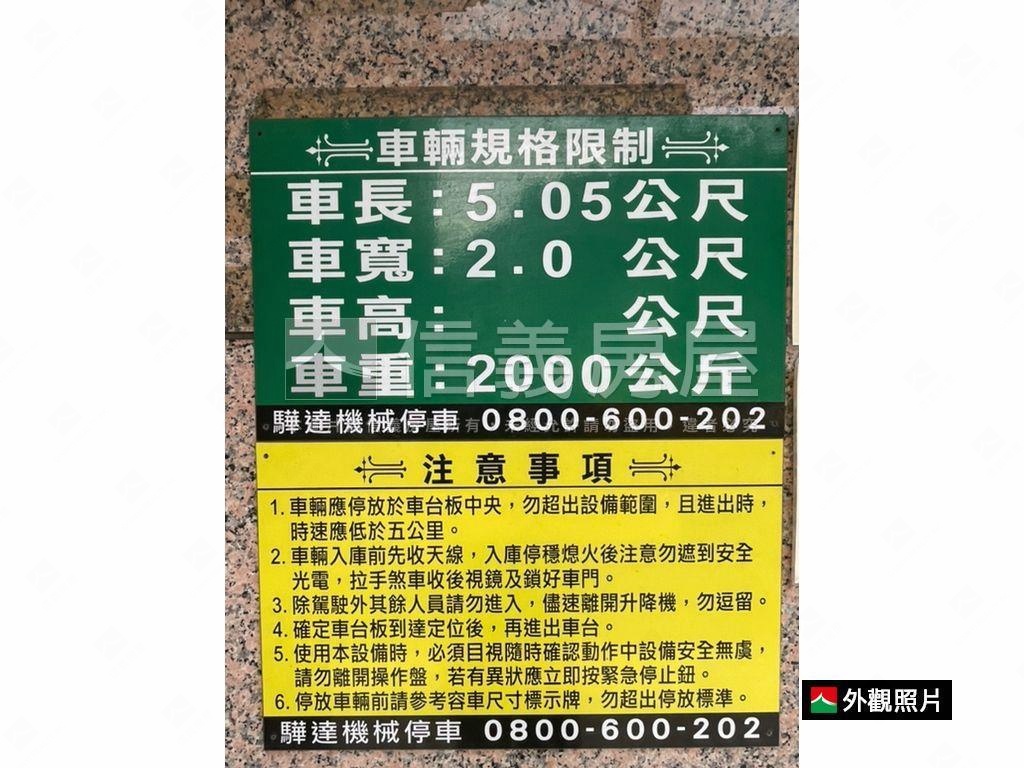 車輛規格限制
車長：5.05公尺
車寬：2.0 公尺
車高： 公尺
車重：2000公斤
信義房屋
驊達機械停車 0800-600-202
注意事項
1. 車輛應停放於車台板中央，勿超出設備範圍，且進出時，
時速應低於五公里。
2. 車輛入庫前先收天線，入庫停穩熄火後注意勿遮到安全
光電，拉手煞車收後視鏡及鎖好車門。
3. 除駕駛外其餘人員請勿進入，儘速離開升降機，勿逗留。
4. 確定車台板到達定位後，再進出車台。
5. 使用本設備時，必須目視隨時確認動作中設備安全無虞，
請勿離開操作盤，若有異狀應立即按緊急停止鈕。
6. 停放車輛前請參考容車尺寸標示牌，勿超出停放標準。
驊達機械停車 0800-600-202
外觀照片